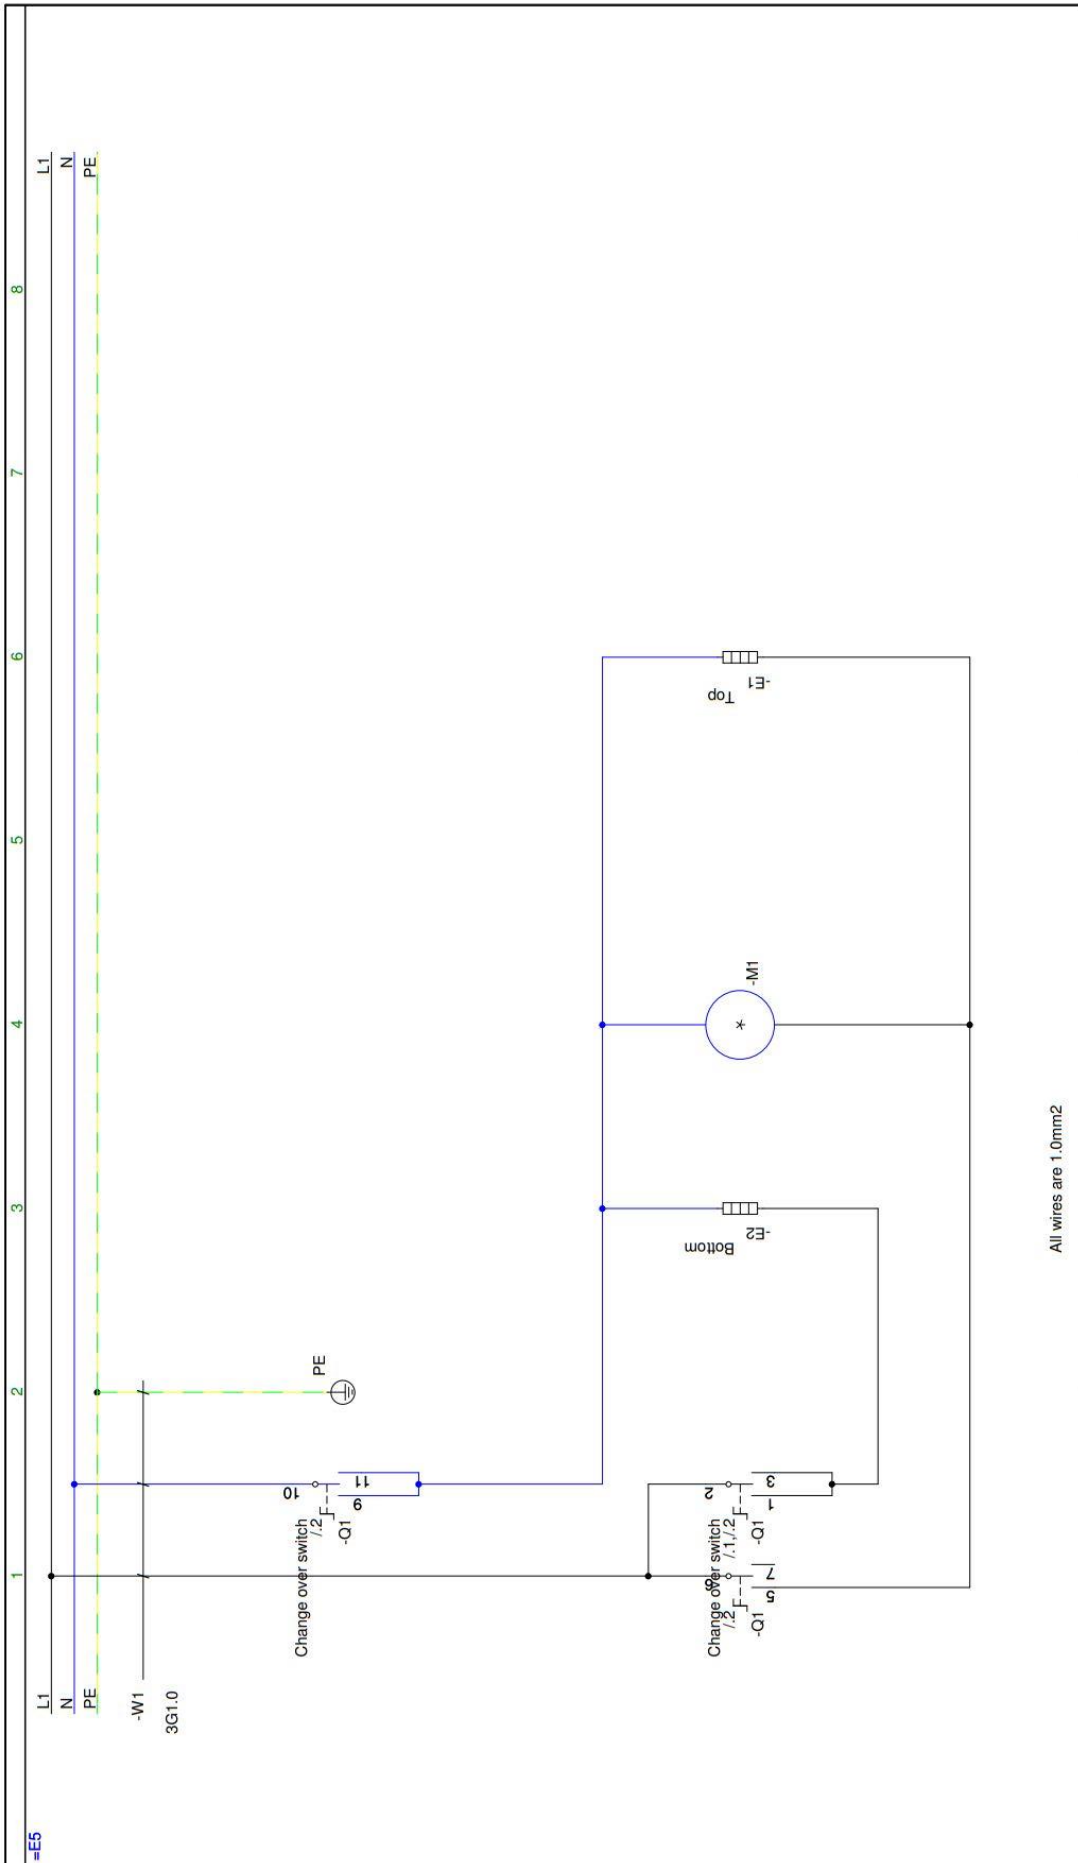 =E5
1 2 3 4 5 6 7 8
L1 L1
N N
PE PE
-W1
3G1.0
PE
Change over switch
/.2
-Q1
10
9 11
Change over switch
/.2
-Q1
6
5 7
/.1,/.2
-Q1
2
1 3
Bottom
-E2
-M1
*
Top
-E1
All wires are 1.0mm2